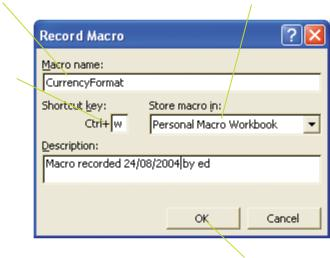 Record Macro
Macro name:
CurrencyFormat
Shortcut key:
Store macro in:
Ctrl+ w
Personal Macro Workbook
Description:
Macro recorded 24/08/2004 by ed
OK
Cancel